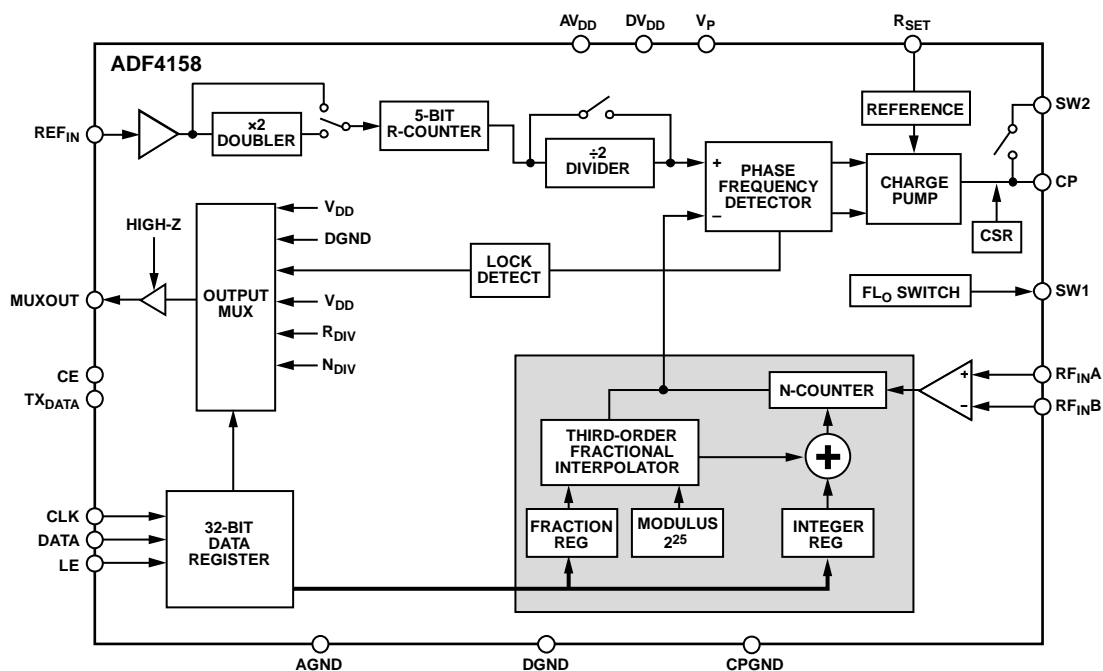 AVDD
DVDD
VP
RSET
ADF4158
REFIN
×2
DOUBLER
5-BIT
R-COUNTER
÷2
DIVIDER
+
−
PHASE
FREQUENCY
DETECTOR
REFERENCE
CHARGE
PUMP
SW2
CP
CSR
HIGH-Z
VDD
DGND
LOCK
DETECT
OUTPUT
MUX
VDD
RDIV
NDIV
MUXOUT
FLO SWITCH
SW1
CE
TXDATA
N-COUNTER
+
−
RFINA
RFINB
THIRD-ORDER
FRACTIONAL
INTERPOLATOR
+
CLK
DATA
LE
32-BIT
DATA
REGISTER
FRACTION
REG
MODULUS
2²⁵
INTEGER
REG
AGND
DGND
CPGND